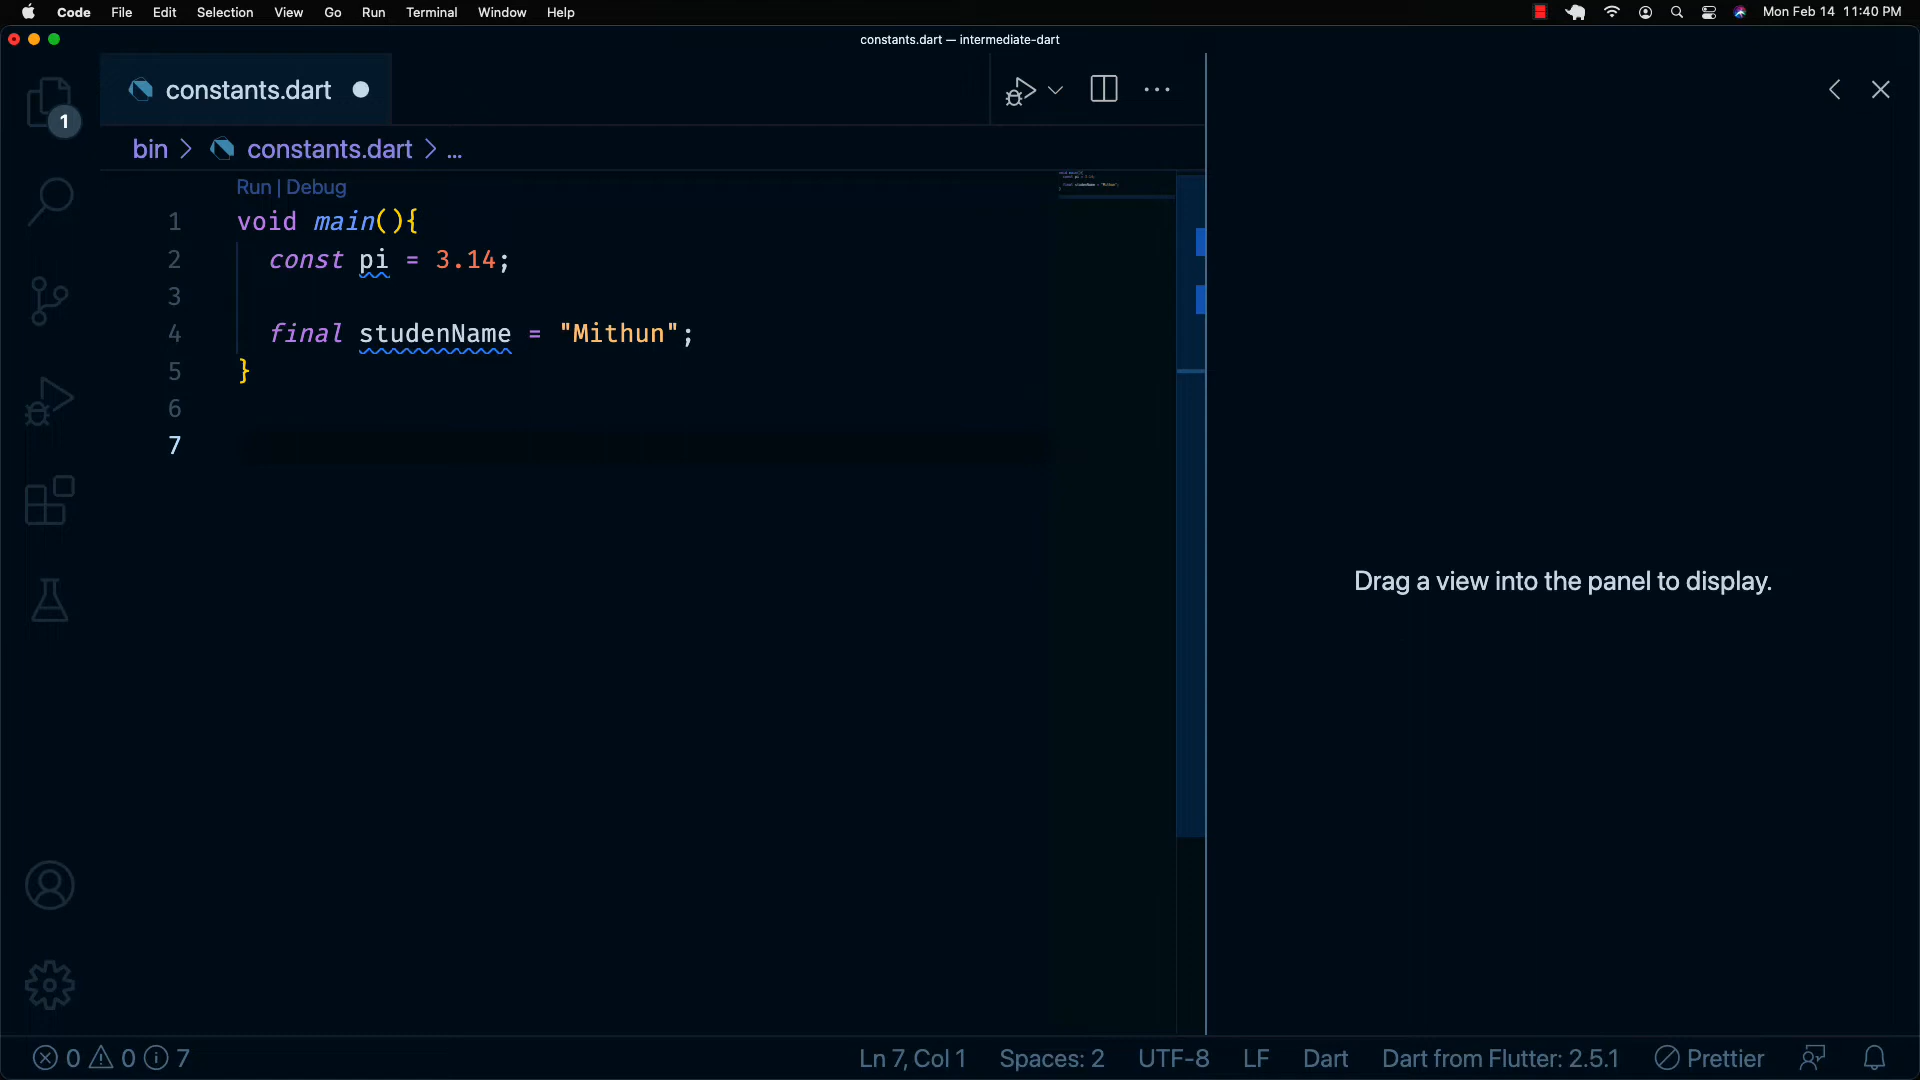 Code File Edit Selection View Go Run Terminal Window Help Mon Feb 14 11:40 PM
constants.dart — intermediate-dart
constants.dart
1
bin > constants.dart > ...
Run | Debug
1 void main(){
2 const pi = 3.14;
3
4 final studenName = "Mithun";
5 }
6
7
Drag a view into the panel to display.
0 0 7 Ln 7, Col 1 Spaces: 2 UTF-8 LF Dart Dart from Flutter: 2.5.1 Prettier